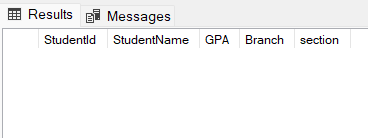 Results Messages
StudentId StudentName GPA Branch section